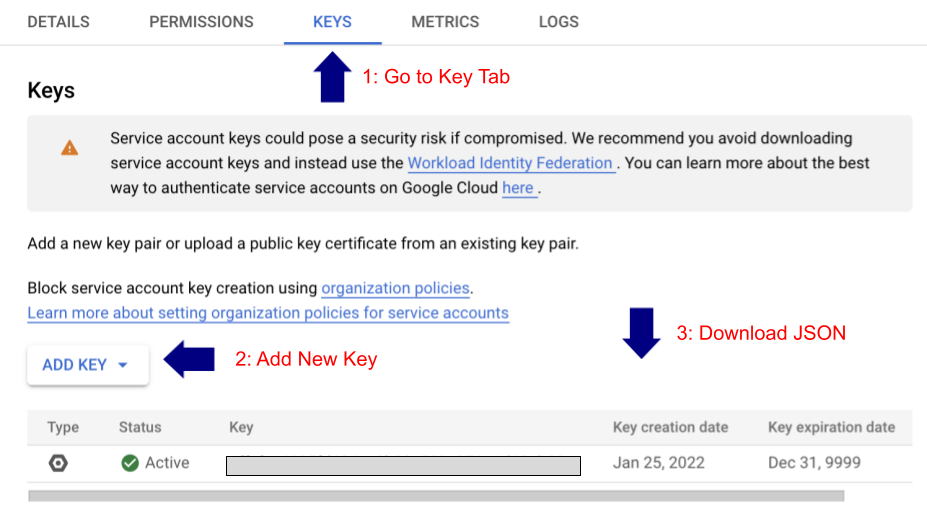 DETAILS PERMISSIONS KEYS METRICS LOGS
1: Go to Key Tab
Keys
Service account keys could pose a security risk if compromised. We recommend you avoid downloading
service account keys and instead use the Workload Identity Federation . You can learn more about the best
way to authenticate service accounts on Google Cloud here .
Add a new key pair or upload a public key certificate from an existing key pair.
Block service account key creation using organization policies.
Learn more about setting organization policies for service accounts
3: Download JSON
ADD KEY
2: Add New Key
Type Status Key Key creation date Key expiration date
Active Jan 25, 2022 Dec 31, 9999